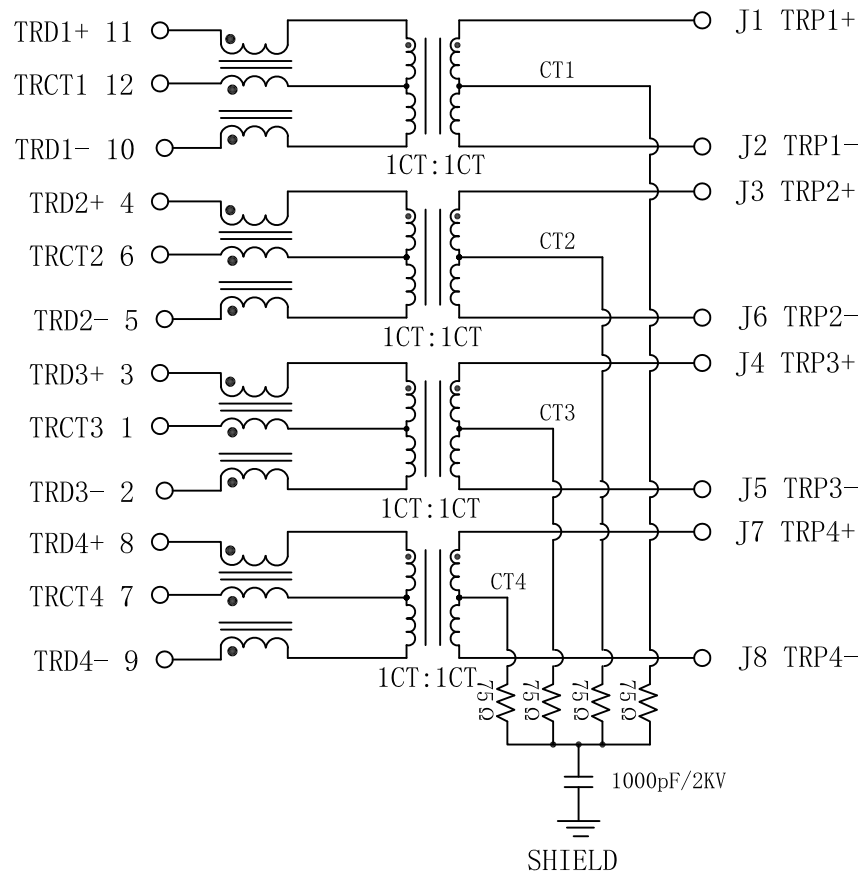 TRD1+ 11
J1 TRP1+
CT1
TRCT1 12
TRD1- 10
J2 TRP1-
1CT:1CT
TRD2+ 4
J3 TRP2+
CT2
TRCT2 6
TRD2- 5
J6 TRP2-
1CT:1CT
TRD3+ 3
J4 TRP3+
CT3
TRCT3 1
TRD3- 2
J5 TRP3-
1CT:1CT
TRD4+ 8
J7 TRP4+
CT4
TRCT4 7
TRD4- 9
J8 TRP4-
1CT:1CT
75Ω
75Ω
75Ω
75Ω
1000pF/2KV
SHIELD